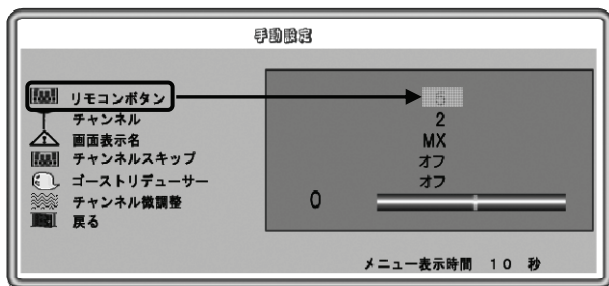 手動設定
リモコンボタン 5
チャンネル 2
画面表示名 MX
チャンネルスキップ オフ
ゴーストリデューサー オフ
チャンネル微調整 0
戻る
メニュー表示時間 10 秒